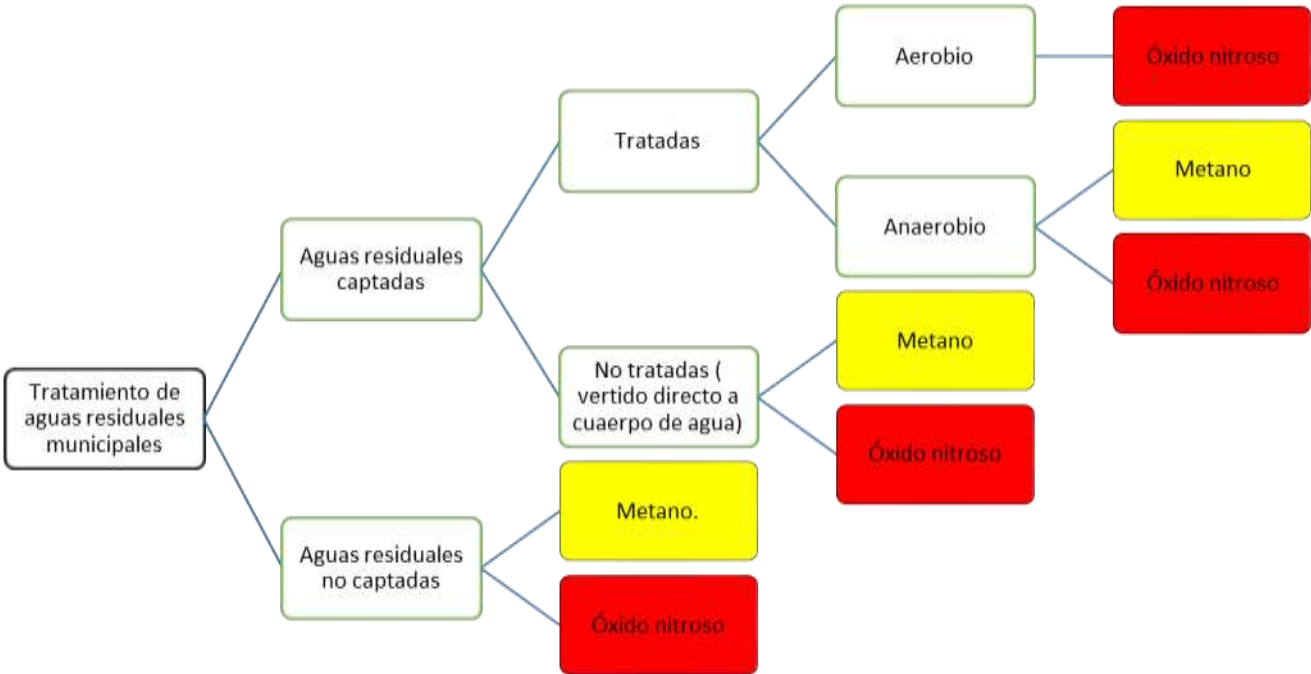 Aerobio
Óxido nitroso
Tratadas
Metano
Anaerobio
Óxido nitroso
Aguas residuales
captadas
Metano
No tratadas (
vertido directo a
cuaerpo de agua)
Tratamiento de
aguas residuales
municipales
Óxido nitroso
Metano.
Aguas residuales
no captadas
Óxido nitroso